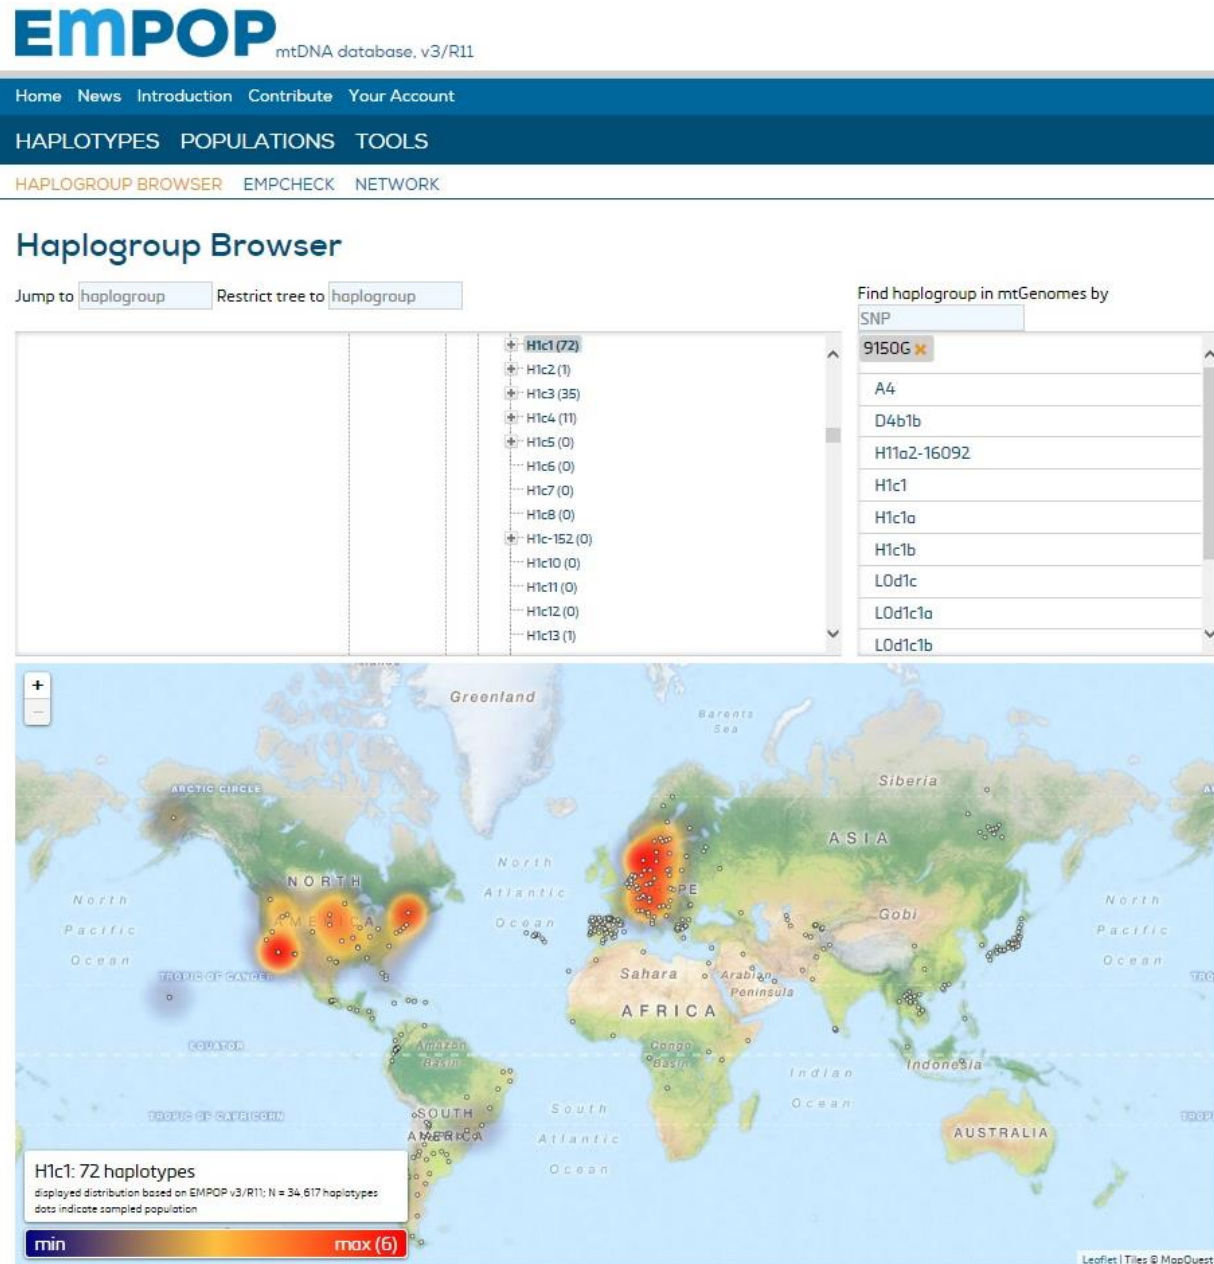 EMPOP mtDNA database, v3/R11
Home News Introduction Contribute Your Account
HAPLOTYPES POPULATIONS TOOLS
HAPLOGROUP BROWSER EMPCHECK NETWORK
Haplogroup Browser
Jump to haplogroup Restrict tree to haplogroup
Find haplogroup in mtGenomes by
SNP
H1c1 (72)
H1c2 (1)
H1c3 (35)
H1c4 (11)
H1c5 (0)
H1c6 (0)
H1c7 (0)
H1c8 (0)
H1c-152 (0)
H1c10 (0)
H1c11 (0)
H1c12 (0)
H1c13 (1)
9150G
A4
D4b1b
H11a2-16092
H1c1
H1c1a
H1c1b
L0d1c
L0d1c1a
L0d1c1b
+
−
Greenland
Barents
Sea
Siberia
ARCTIC CIRCLE
ASIA
North
Atlantic
Ocean
NORTH
AMERICA
North
Pacific
Ocean
Gobi
North
Pacific
Ocean
TROPIC OF CANCER
Sahara
Arabian
Peninsula
AFRICA
EQUATOR
Amazon
Basin
Congo
Basin
Indian
Ocean
Indonesia
TROPIC OF CAPRICORN
SOUTH
AMERICA
South
Atlantic
Ocean
AUSTRALIA
H1c1: 72 haplotypes
displayed distribution based on EMPOP v3/R11; N = 34,617 haplotypes
dots indicate sampled population
min max (6)
Leaflet | Tiles © MapQuest